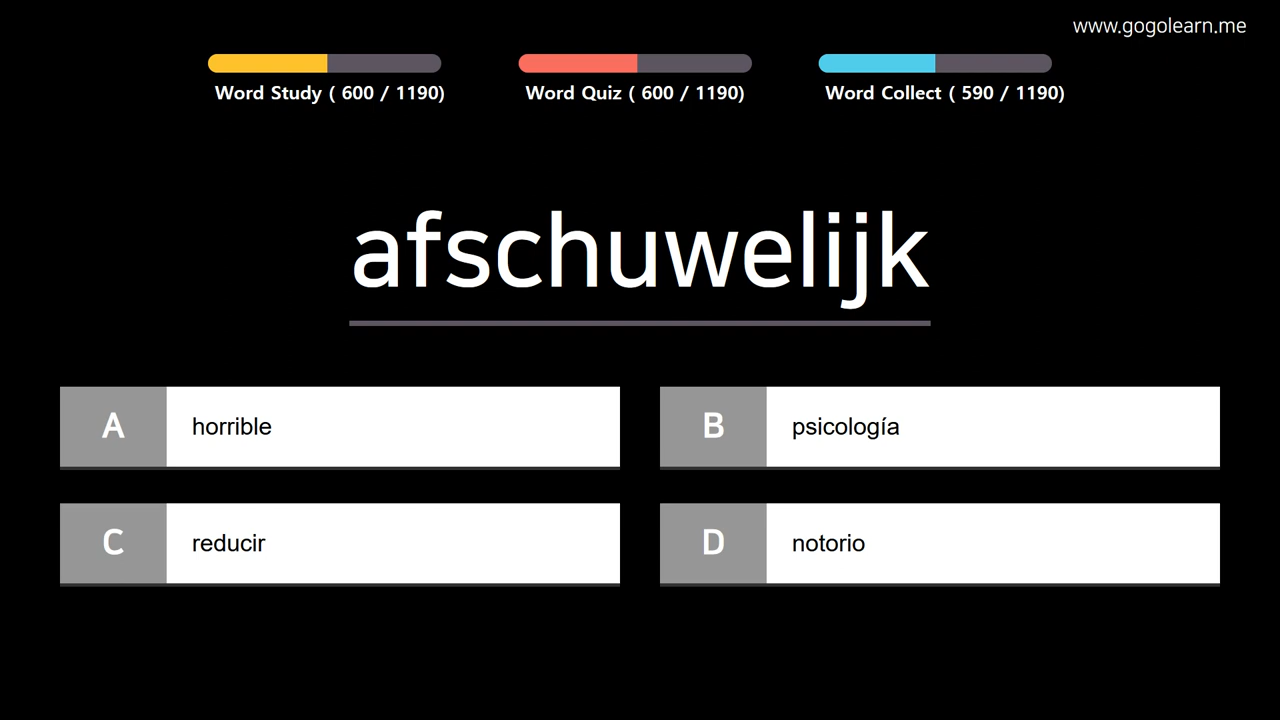 www.gogolearn.me
Word Study ( 600 / 1190)
Word Quiz ( 600 / 1190)
Word Collect ( 590 / 1190)
afschuwelijk
A horrible
B psicología
C reducir
D notorio